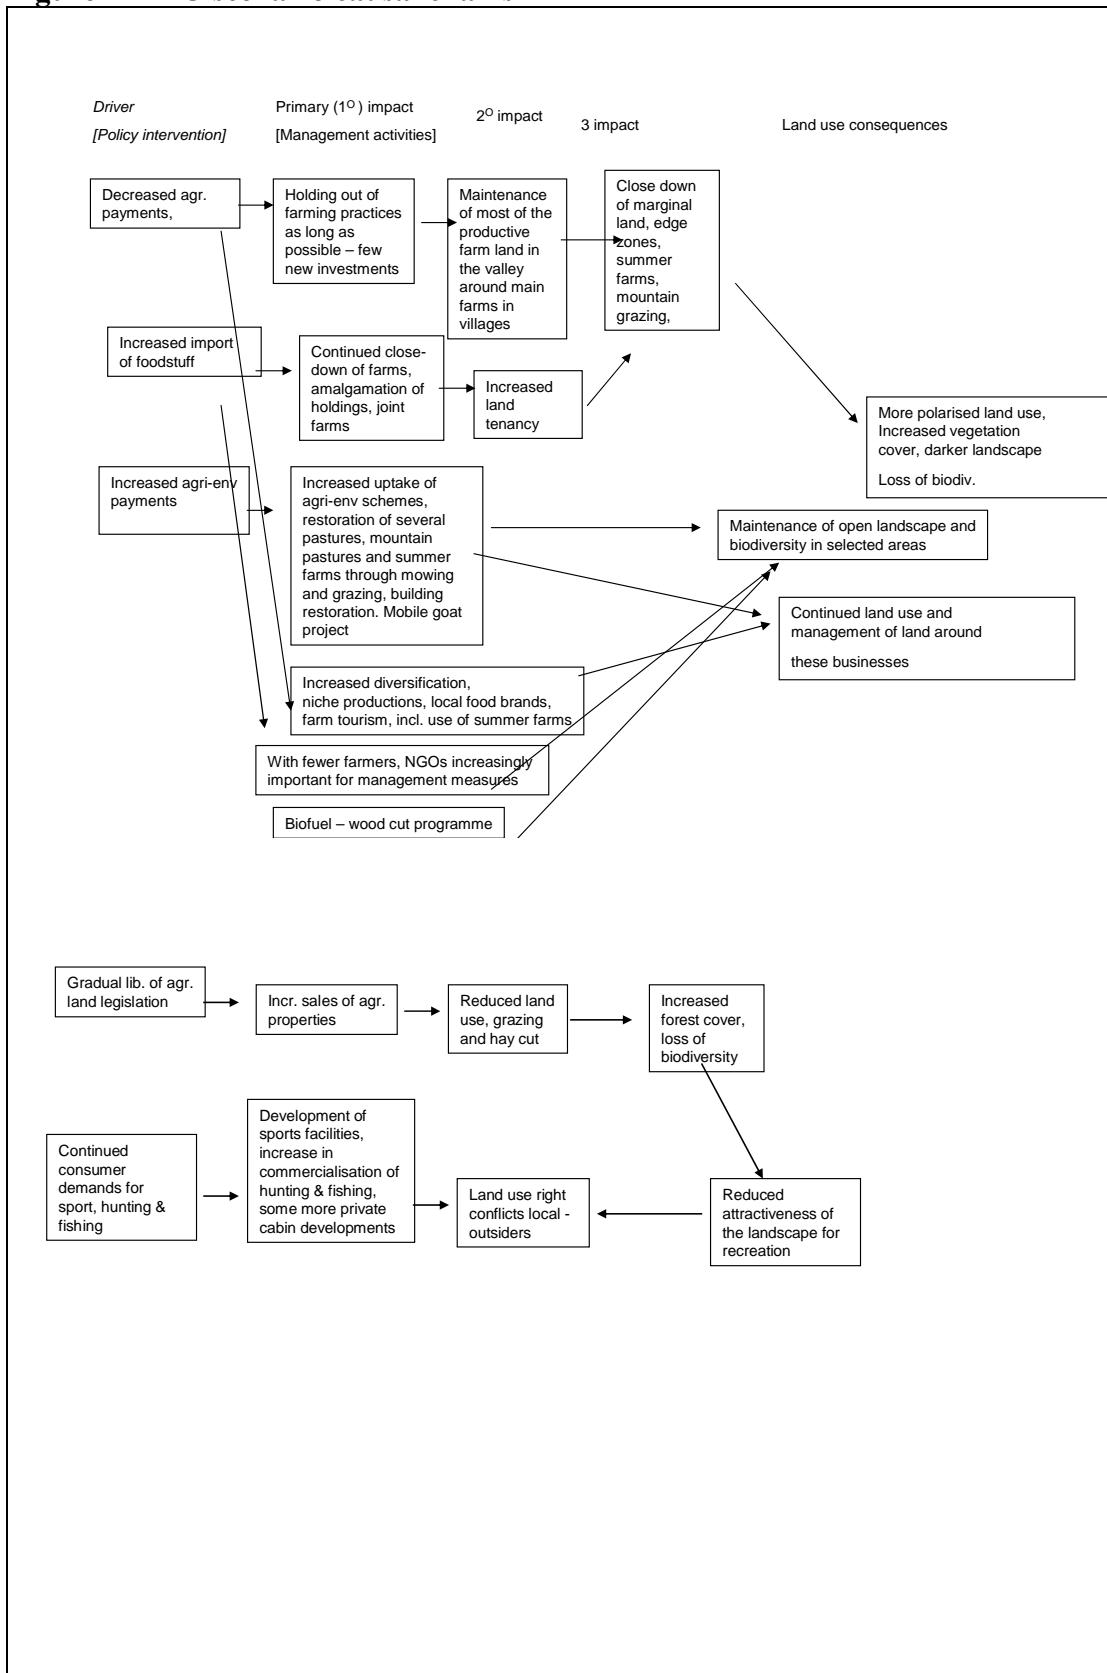 Driver
[Policy intervention]
Primary (1O ) impact
[Management activities]
2O impact
3 impact
Land use consequences
Decreased agr.
payments,
Holding out of
farming practices
as long as
possible – few
new investments
Maintenance
of most of the
productive
farm land in
the valley
around main
farms in
villages
Close down
of marginal
land, edge
zones,
summer
farms,
mountain
grazing,
Increased import
of foodstuff
Continued close-
down of farms,
amalgamation of
holdings, joint
farms
Increased
land
tenancy
More polarised land use,
Increased vegetation
cover, darker landscape
Loss of biodiv.
Increased agri-env
payments
Increased uptake of
agri-env schemes,
restoration of several
pastures, mountain
pastures and summer
farms through mowing
and grazing, building
restoration. Mobile goat
project
Maintenance of open landscape and
biodiversity in selected areas
Continued land use and
management of land around
these businesses
Increased diversification,
niche productions, local food brands,
farm tourism, incl. use of summer farms
With fewer farmers, NGOs increasingly
important for management measures
Biofuel – wood cut programme
Gradual lib. of agr.
land legislation
Incr. sales of agr.
properties
Reduced land
use, grazing
and hay cut
Increased
forest cover,
loss of
biodiversity
Continued
consumer
demands for
sport, hunting &
fishing
Development of
sports facilities,
increase in
commercialisation of
hunting & fishing,
some more private
cabin developments
Land use right
conflicts local -
outsiders
Reduced
attractiveness of
the landscape for
recreation